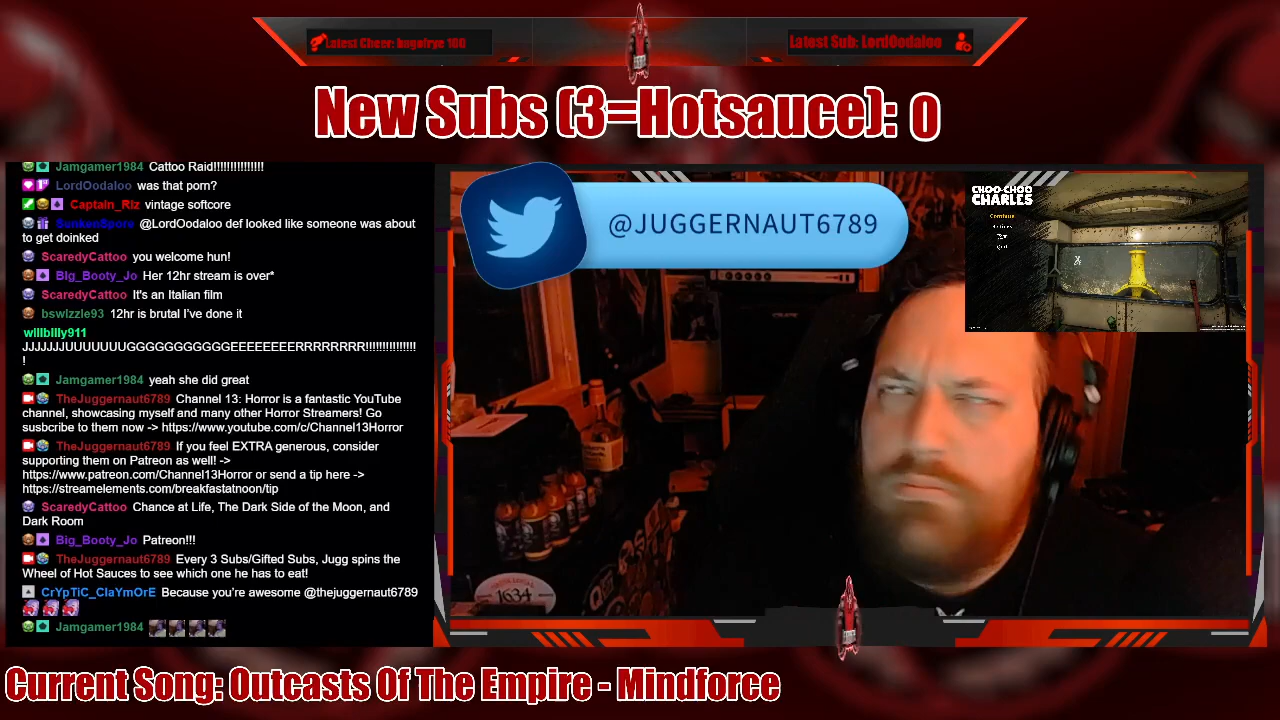 Latest Cheer: bugofrye 100
Latest Sub: LordOodaloo
New Subs (3=Hotsauce): 0
Jamgamer1984 Cattoo Raid!!!!!!!!!!!!!!!
LordOodaloo was that porn?
Captain_Riz vintage softcore
SunkenSpore @LordOodaloo def looked like someone was about
to get doinked
ScaredyCattoo you welcome hun!
Big_Booty_Jo Her 12hr stream is over*
ScaredyCattoo It's an Italian film
bswizzle93 12hr is brutal I've done it
willbilly911
JJJJJJJUUUUUUUGGGGGGGGGGGEEEEEEEERRRRRRRR!!!!!!!!!!!!!!!
!
Jamgamer1984 yeah she did great
TheJuggernaut6789 Channel 13: Horror is a fantastic YouTube
channel, showcasing myself and many other Horror Streamers! Go
susbcribe to them now -> https://www.youtube.com/c/Channel13Horror
TheJuggernaut6789 If you feel EXTRA generous, consider
supporting them on Patreon as well! ->
https://www.patreon.com/Channel13Horror or send a tip here ->
https://streamelements.com/breakfastatnoon/tip
ScaredyCattoo Chance at Life, The Dark Side of the Moon, and
Dark Room
Big_Booty_Jo Patreon!!!
TheJuggernaut6789 Every 3 Subs/Gifted Subs, Jugg spins the
Wheel of Hot Sauces to see which one he has to eat!
CrYpTiC_ClaYmOrE Because you're awesome @thejuggernaut6789
Jamgamer1984
@JUGGERNAUT6789
CHOO-CHOO
CHARLES
Continue
Quit
1634
Current Song: Outcasts Of The Empire - Mindforce